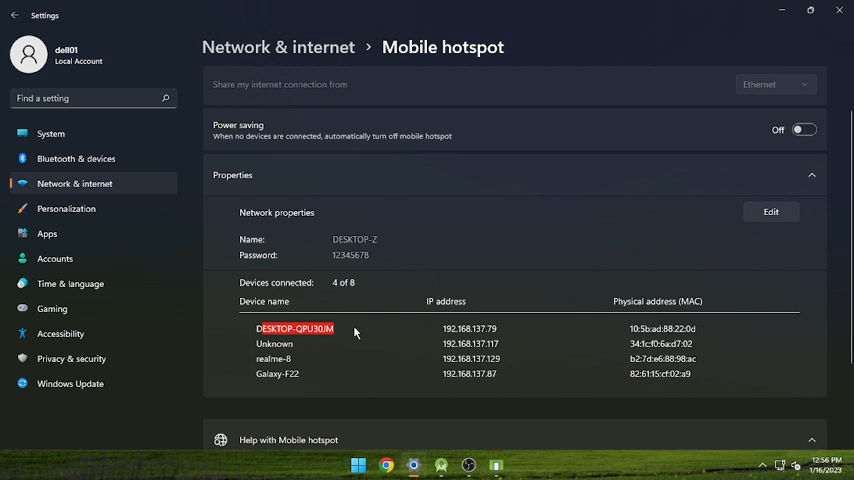 Settings
dell01
Local Account
Find a setting
System
Bluetooth & devices
Network & internet
Personalization
Apps
Accounts
Time & language
Gaming
Accessibility
Privacy & security
Windows Update
Network & internet › Mobile hotspot
Share my internet connection from Ethernet
Power saving
When no devices are connected, automatically turn off mobile hotspot
Off
Properties
Network properties
Edit
Name: DESKTOP-Z
Password: 12345678
Devices connected: 4 of 8
Device name IP address Physical address (MAC)
DESKTOP-QPU30JM 192.168.137.79 10:5b:ad:88:22:0d
Unknown 192.168.137.117 34:1c:f0:6a:d7:02
realme-8 192.168.137.129 b2:7d:e6:88:98:ac
Galaxy-F22 192.168.137.87 82:61:15:cf:02:a9
Help with Mobile hotspot
12:56 PM
1/16/2023